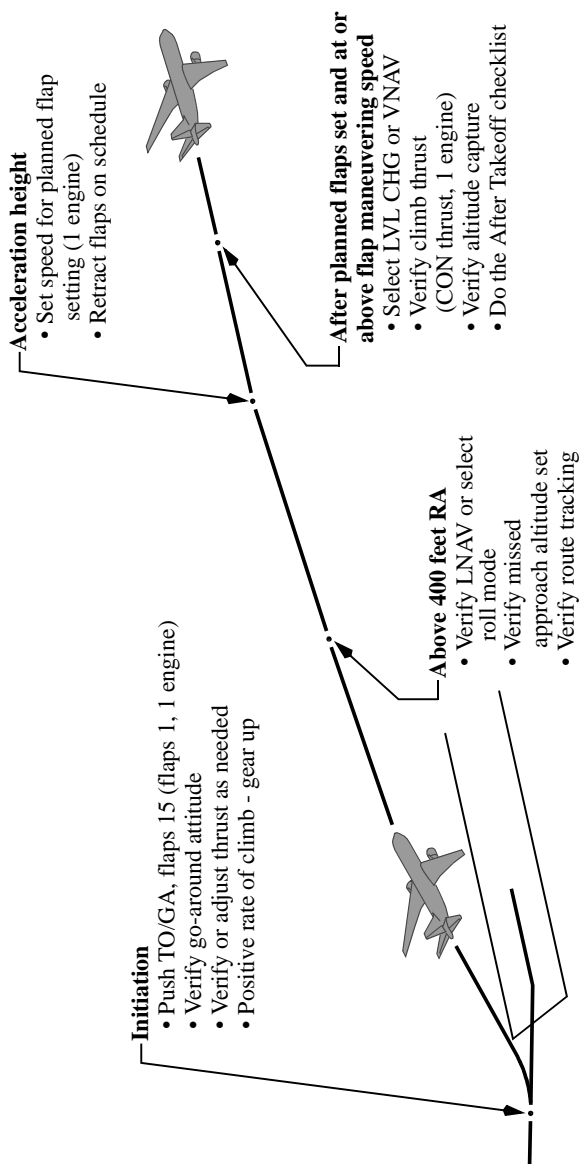 Initiation
• Push TO/GA, flaps 15 (flaps 1, 1 engine)
• Verify go-around attitude
• Verify or adjust thrust as needed
• Positive rate of climb - gear up
Above 400 feet RA
• Verify LNAV or select
roll mode
• Verify missed
approach altitude set
• Verify route tracking
Acceleration height
• Set speed for planned flap
setting (1 engine)
• Retract flaps on schedule
After planned flaps set and at or
above flap maneuvering speed
• Select LVL CHG or VNAV
• Verify climb thrust
(CON thrust, 1 engine)
• Verify altitude capture
• Do the After Takeoff checklist